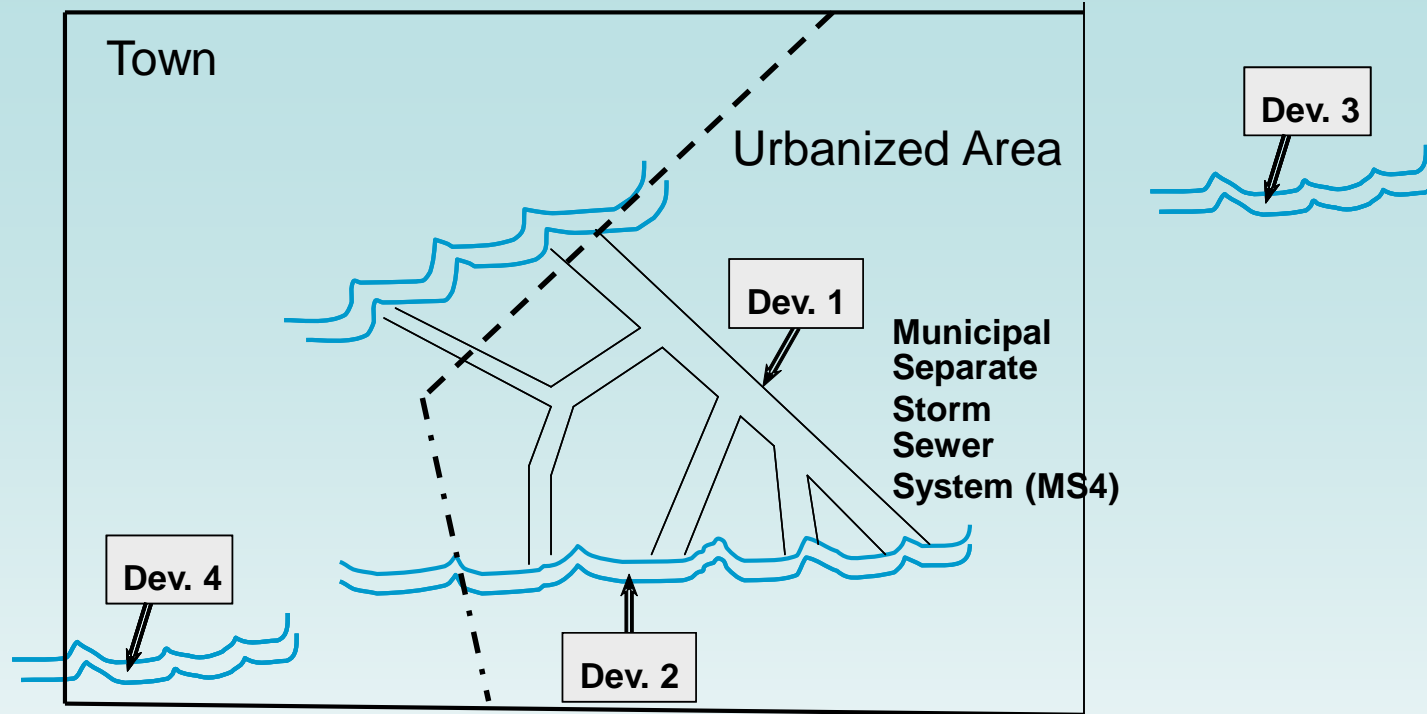 Town
Urbanized Area
Dev. 3
Dev. 1
Municipal
Separate
Storm
Sewer
System (MS4)
Dev. 4
Dev. 2